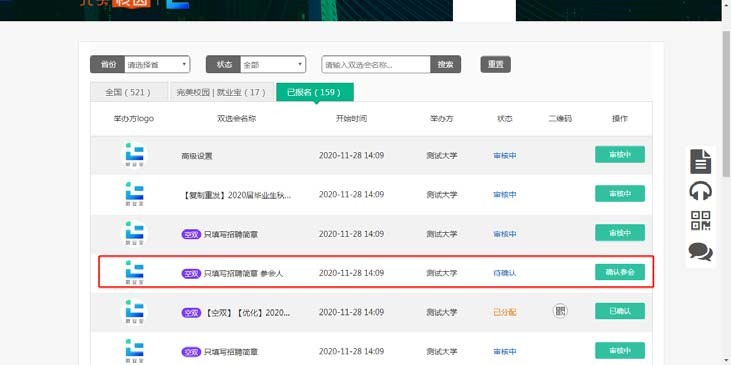 完美校园
省份 请选择省 状态 全部 请输入双选会名称... 搜索 重置
全国（521） 完美校园 | 就业宝（17） 已报名（159）
举办方logo 双选会名称 开始时间 举办方 状态 二维码 操作
就业宝 高级设置 2020-11-28 14:09 测试大学 审核中 审核中
就业宝 【复制重发】2020届毕业生秋... 2020-11-28 14:09 测试大学 审核中 审核中
就业宝 空双 只填写招聘简章 2020-11-28 14:09 测试大学 审核中 审核中
就业宝 空双 只填写招聘简章 参会人 2020-11-28 14:09 测试大学 待确认 确认参会
就业宝 空双 【空双】【优化】2020... 2020-11-28 14:09 测试大学 已分配 已确认
就业宝 空双 只填写招聘简章 2020-11-28 14:09 测试大学 审核中 审核中